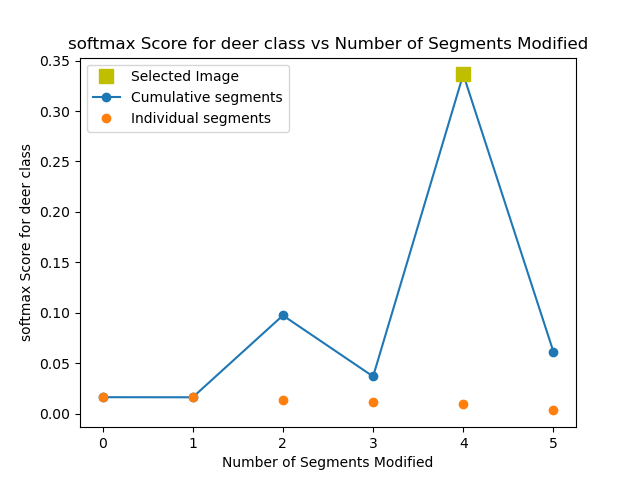 softmax Score for deer class vs Number of Segments Modified
Selected Image
Cumulative segments
Individual segments
softmax Score for deer class
0.35
0.30
0.25
0.20
0.15
0.10
0.05
0.00
0 1 2 3 4 5
Number of Segments Modified